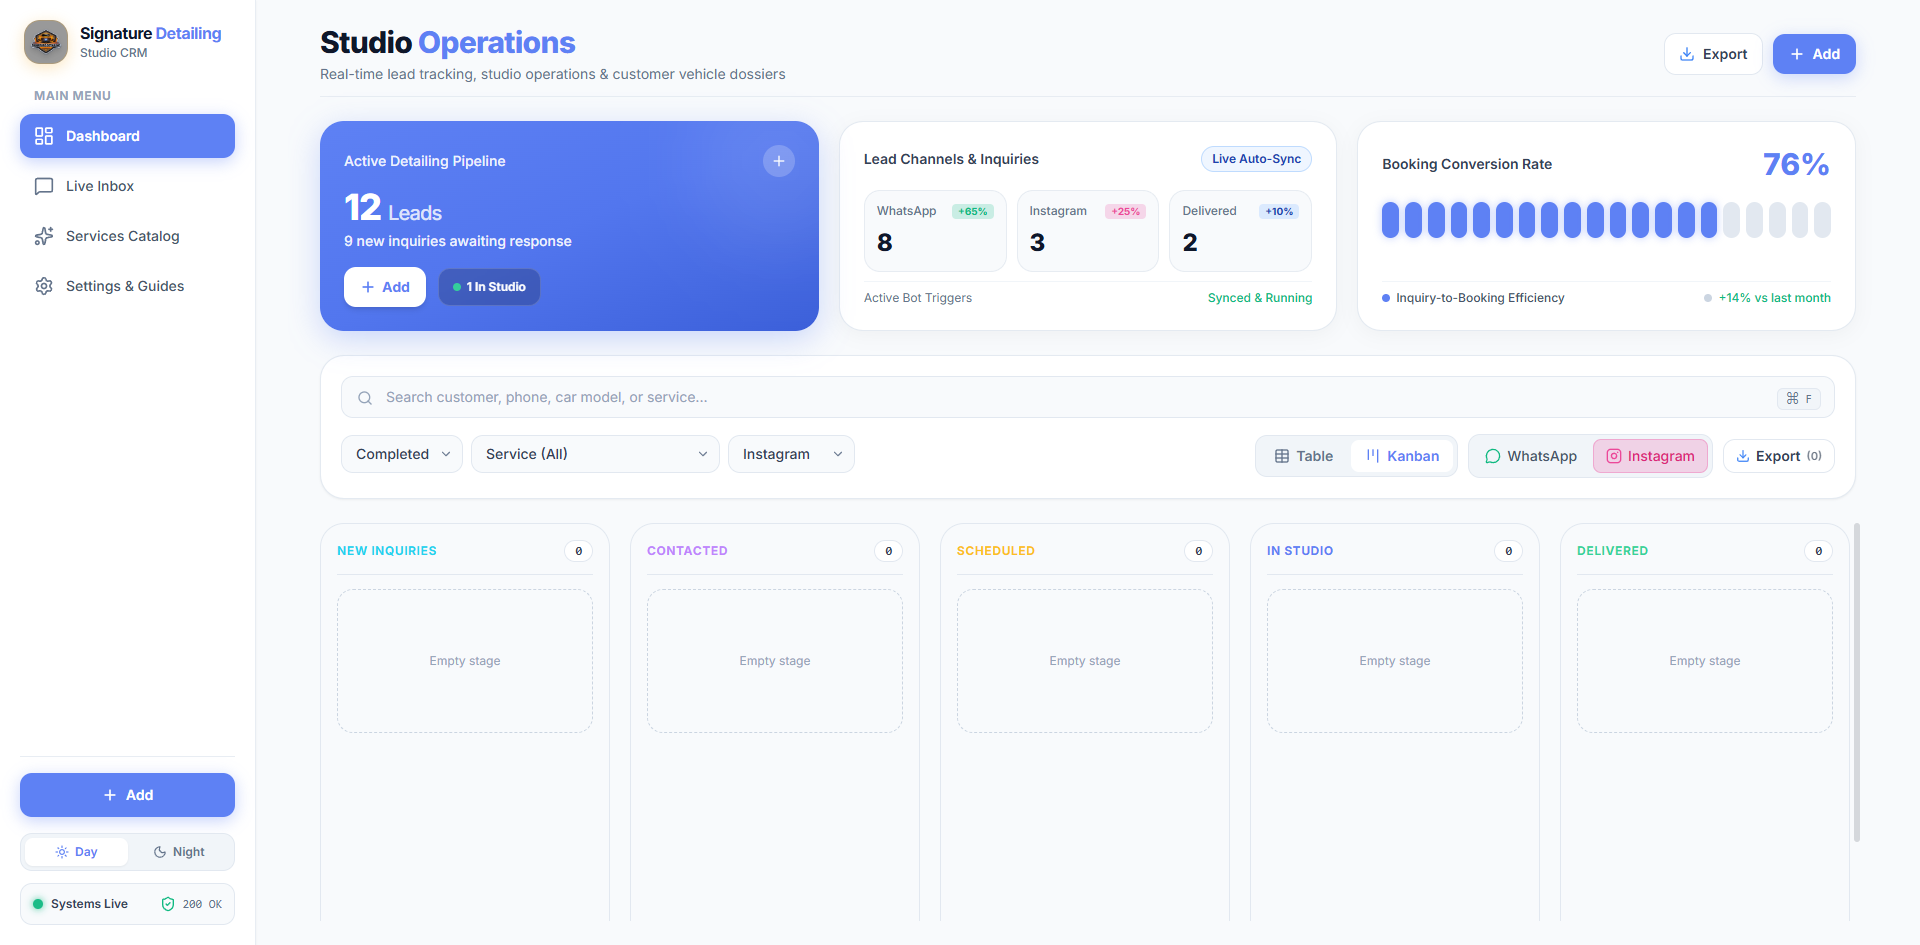 Signature Detailing
Studio CRM
MAIN MENU
Dashboard
Live Inbox
Services Catalog
Settings & Guides
Add
Day
Night
Systems Live
200 OK
Studio Operations
Real-time lead tracking, studio operations & customer vehicle dossiers
Export
Add
Active Detailing Pipeline
12 Leads
9 new inquiries awaiting response
Add
1 In Studio
Lead Channels & Inquiries
Live Auto-Sync
WhatsApp +65%
8
Instagram +25%
3
Delivered +10%
2
Active Bot Triggers
Synced & Running
Booking Conversion Rate
76%
Inquiry-to-Booking Efficiency
+14% vs last month
Search customer, phone, car model, or service...
⌘ F
Completed
Service (All)
Instagram
Table
Kanban
WhatsApp
Instagram
Export (0)
NEW INQUIRIES 0
Empty stage
CONTACTED 0
Empty stage
SCHEDULED 0
Empty stage
IN STUDIO 0
Empty stage
DELIVERED 0
Empty stage